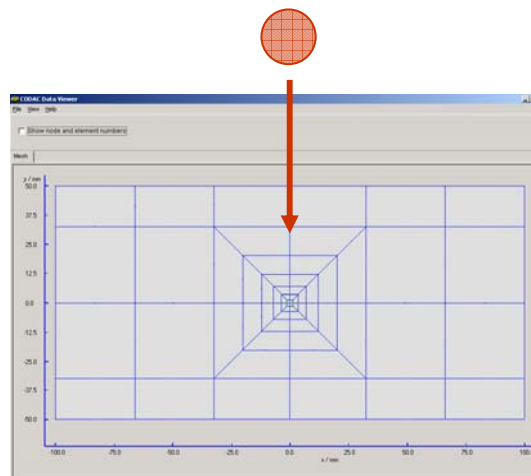 CODAC Data Viewer
File View Help
Show node and element numbers
Mesh
y / mm
50.0
37.5
25.0
12.5
0.0
-12.5
-25.0
-37.5
-50.0
-100.0 -75.0 -50.0 -25.0 0.0 25.0 50.0 75.0 100.0
x / mm